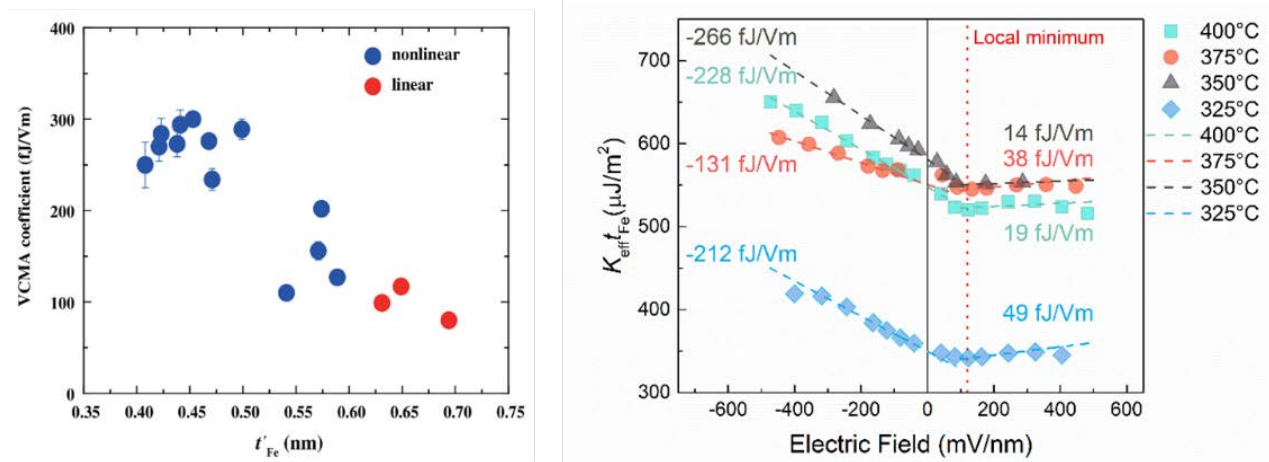 400
300
200
100
0
VCMA coefficient (fJ/Vm)
nonlinear
linear
0.35 0.40 0.45 0.50 0.55 0.60 0.65 0.70 0.75
t′Fe (nm)
700
600
500
400
300
KefftFe(μJ/m²)
-266 fJ/Vm
-228 fJ/Vm
-131 fJ/Vm
-212 fJ/Vm
Local minimum
14 fJ/Vm
38 fJ/Vm
19 fJ/Vm
49 fJ/Vm
-600 -400 -200 0 200 400 600
Electric Field (mV/nm)
400°C
375°C
350°C
325°C
400°C
375°C
350°C
325°C